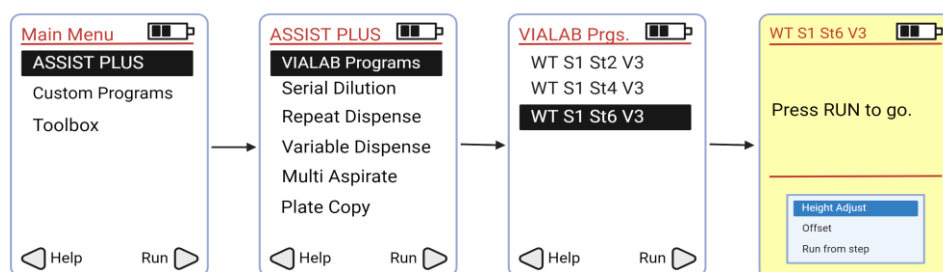 Main Menu
ASSIST PLUS
Custom Programs
Toolbox
Help Run
ASSIST PLUS
VIALAB Programs
Serial Dilution
Repeat Dispense
Variable Dispense
Multi Aspirate
Plate Copy
Help Run
VIALAB Prgs.
WT S1 St2 V3
WT S1 St4 V3
WT S1 St6 V3
Help Run
WT S1 St6 V3
Press RUN to go.
Height Adjust
Offset
Run from step